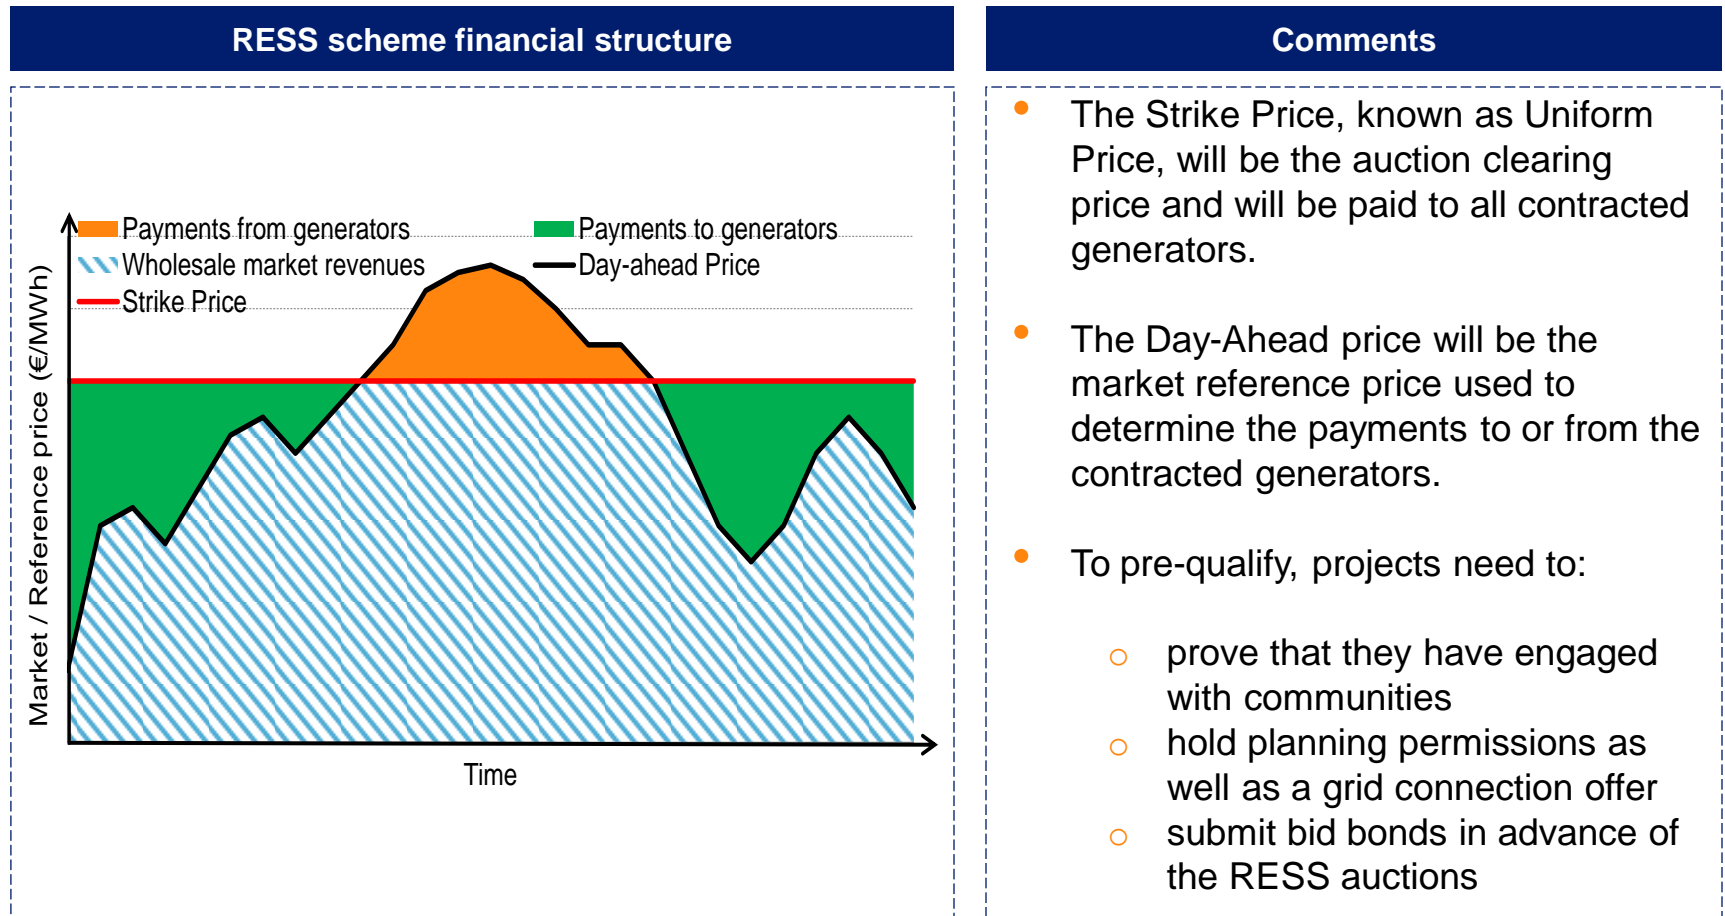 RESS scheme financial structure
Payments from generators
Payments to generators
Wholesale market revenues
Day-ahead Price
Strike Price
Market / Reference price (€/MWh)
Time
Comments
• The Strike Price, known as Uniform
Price, will be the auction clearing
price and will be paid to all contracted
generators.
• The Day-Ahead price will be the
market reference price used to
determine the payments to or from the
contracted generators.
• To pre-qualify, projects need to:
o prove that they have engaged
with communities
o hold planning permissions as
well as a grid connection offer
o submit bid bonds in advance of
the RESS auctions